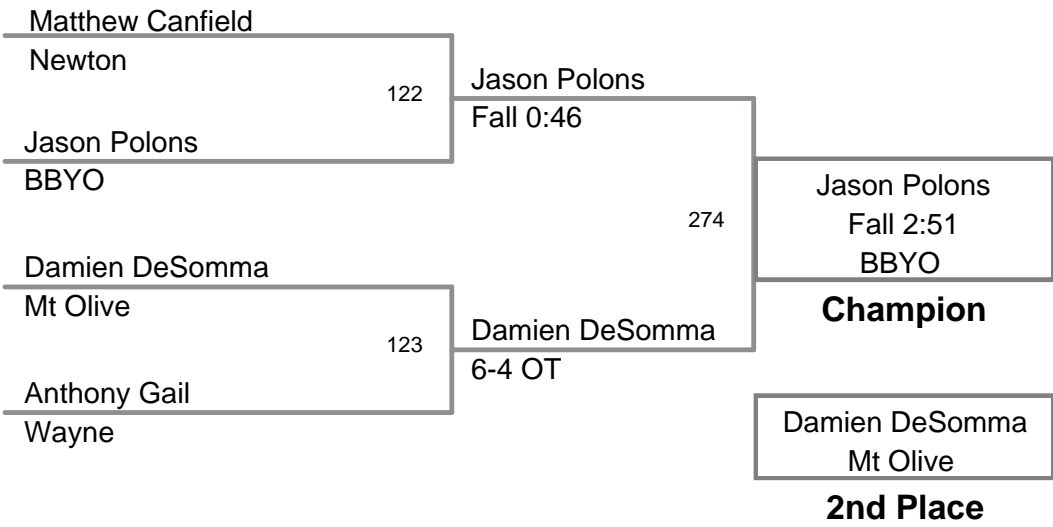 Matthew Canfield
Newton
122
Jason Polons
BBYO
Jason Polons
Fall 0:46
Damien DeSomma
Mt Olive
123
Anthony Gail
Wayne
Damien DeSomma
6-4 OT
274
Jason Polons
Fall 2:51
BBYO
Champion
Damien DeSomma
Mt Olive
2nd Place